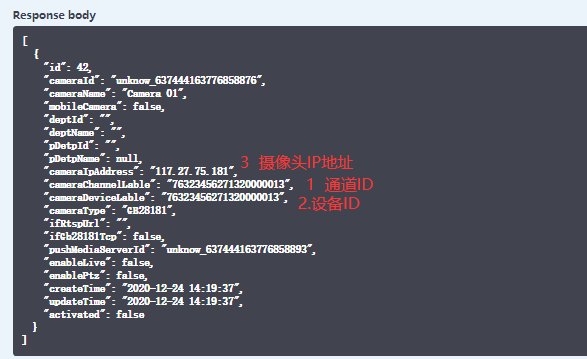 Response body
[
{
"id": 42,
"cameraId": "unknow_637444163776858876",
"cameraName": "Camera 01",
"mobileCamera": false,
"deptId": "",
"deptName": "",
"pDetpId": "",
"pDetpName": null,
"cameraIpAddress": "117.27.75.181", 3 摄像头IP地址
"cameraChannelLable": "76323456271320000013", 1 通道ID
"cameraDeviceLable": "76323456271320000013", 2.设备ID
"cameraType": "GB28181",
"ifRtspUrl": "",
"ifGb28181Tcp": false,
"pushMediaServerId": "unknow_637444163776858893",
"enableLive": false,
"enablePtz": false,
"createTime": "2020-12-24 14:19:37",
"updateTime": "2020-12-24 14:19:37",
"activated": false
}
]